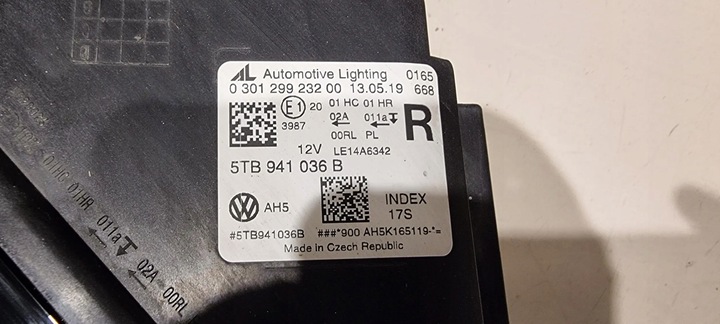 AL Automotive Lighting 0165
0 301 299 232 00 13.05.19 668
E1 20 01 HC 01 HR
3987 02A 011a R
00RL PL
12V LE14A6342
5TB 941 036 B
VW AH5 INDEX
17S
#5TB941036B ###*900 AH5K165119-*=
Made in Czech Republic
01HC 01HR 011a
02A 00RL